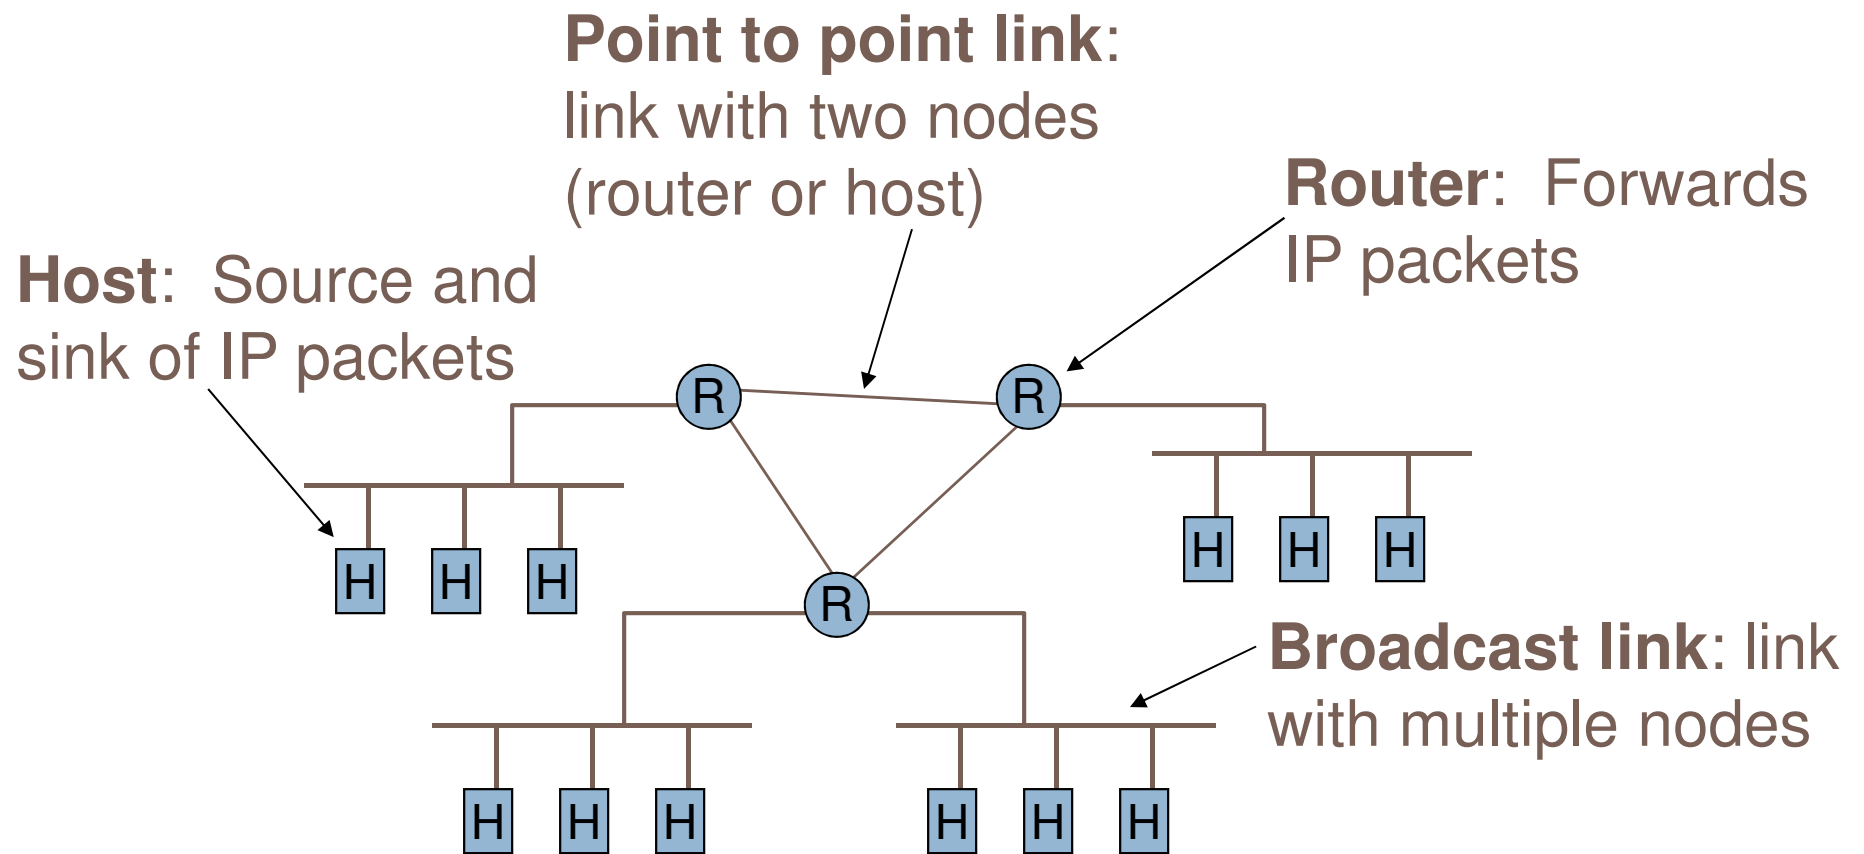 Point to point link:
link with two nodes
(router or host)
Router: Forwards
IP packets
Host: Source and
sink of IP packets
R R
H H H
H H H
R
Broadcast link: link
with multiple nodes
H H H H H H